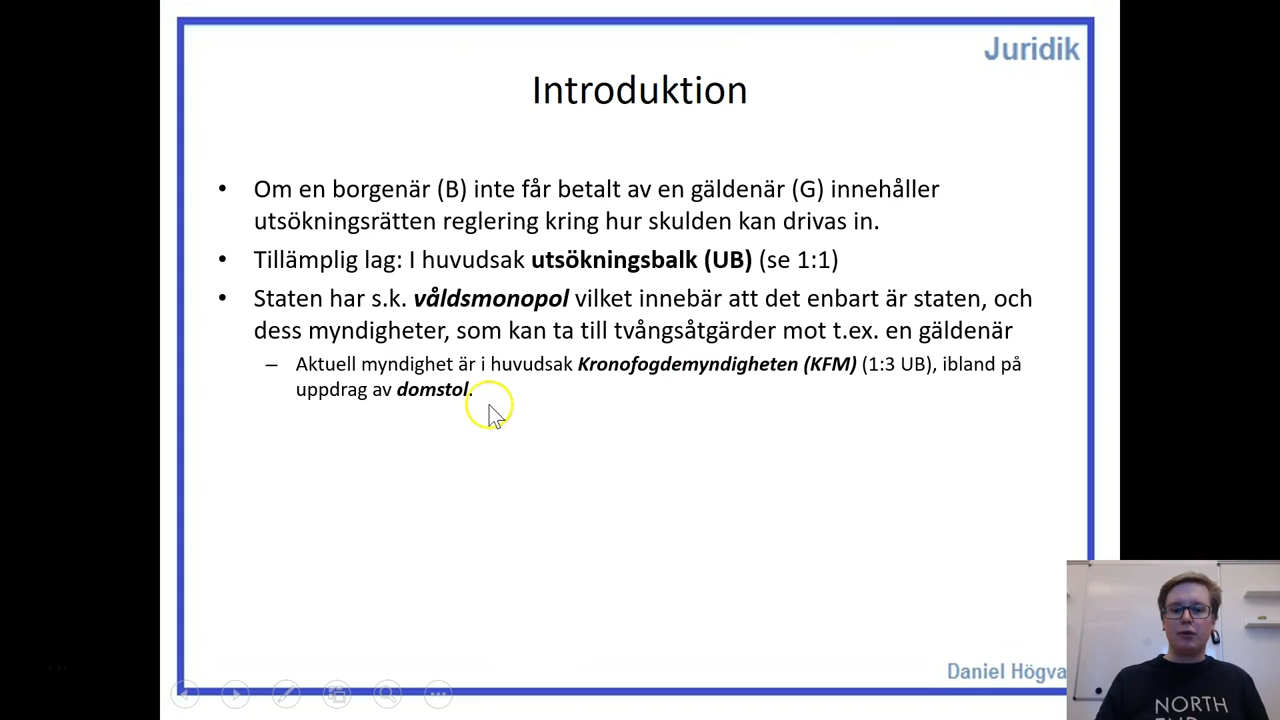 Juridik
Introduktion
• Om en borgenär (B) inte får betalt av en gäldenär (G) innehåller
utsökningsrätten reglering kring hur skulden kan drivas in.
• Tillämplig lag: I huvudsak utsökningsbalk (UB) (se 1:1)
• Staten har s.k. våldsmonopol vilket innebär att det enbart är staten, och
dess myndigheter, som kan ta till tvångsåtgärder mot t.ex. en gäldenär
– Aktuell myndighet är i huvudsak Kronofogdemyndigheten (KFM) (1:3 UB), ibland på
uppdrag av domstol.
Daniel Högva
NORTH